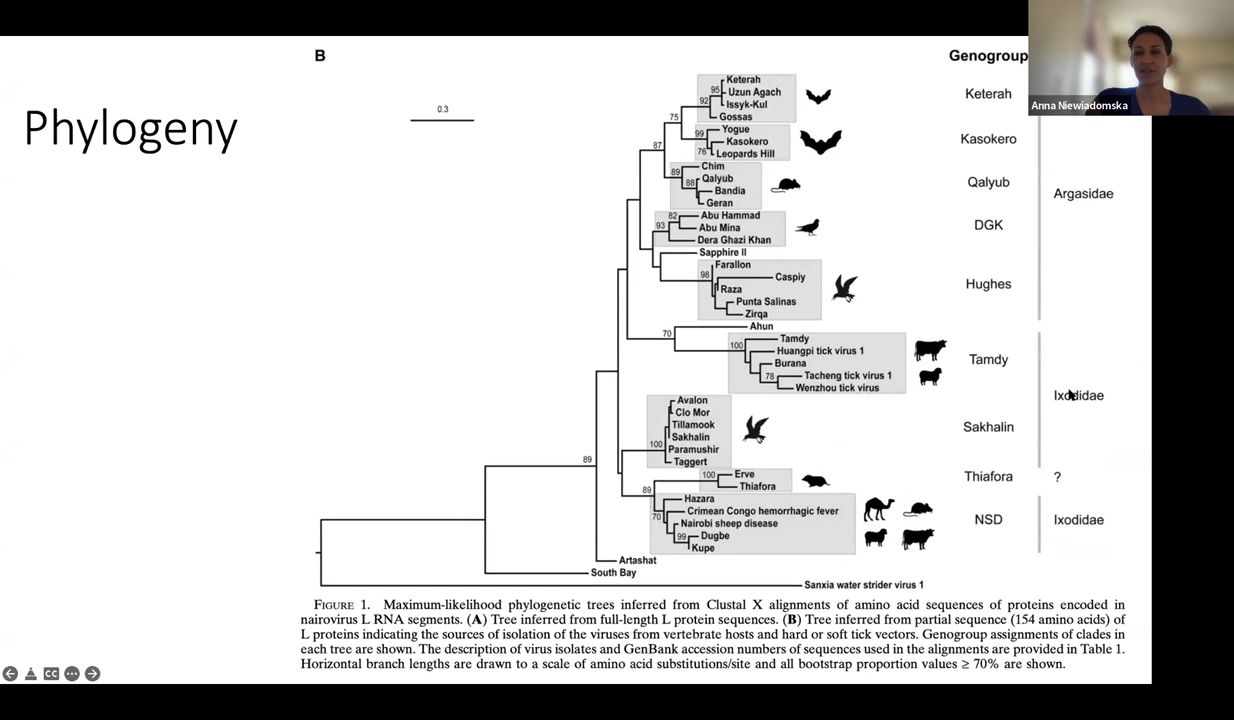 B
Genogroup
Anna Niewiadomska
Phylogeny
0.3
Keterah
95
Uzun Agach
92
Issyk-Kul
Gossas
Keterah
75
Yogue
99
Kasokero
76
Leopards Hill
Kasokero
87
Chim
89
Qalyub
88
Bandia
Geran
Qalyub
Argasidae
82
Abu Hammad
93
Abu Mina
Dera Ghazi Khan
DGK
Sapphire II
Farallon
98
Caspiy
Raza
Punta Salinas
Zirqa
Hughes
Ahun
70
Tamdy
100
Huangpi tick virus 1
Burana
78
Tacheng tick virus 1
Wenzhou tick virus
Tamdy
Ixodidae
Avalon
Clo Mor
Tillamook
Sakhalin
100
Paramushir
Taggert
Sakhalin
89
100
Erve
Thiafora
Thiafora
?
89
Hazara
70
Crimean Congo hemorrhagic fever
Nairobi sheep disease
99
Dugbe
Kupe
NSD
Ixodidae
Artashat
South Bay
Sanxia water strider virus 1
FIGURE 1. Maximum-likelihood phylogenetic trees inferred from Clustal X alignments of amino acid sequences of proteins encoded in
nairovirus L RNA segments. (A) Tree inferred from full-length L protein sequences. (B) Tree inferred from partial sequence (154 amino acids) of
L proteins indicating the sources of isolation of the viruses from vertebrate hosts and hard or soft tick vectors. Genogroup assignments of clades in
each tree are shown. The description of virus isolates and GenBank accession numbers of sequences used in the alignments are provided in Table 1.
Horizontal branch lengths are drawn to a scale of amino acid substitutions/site and all bootstrap proportion values ≥ 70% are shown.
CC